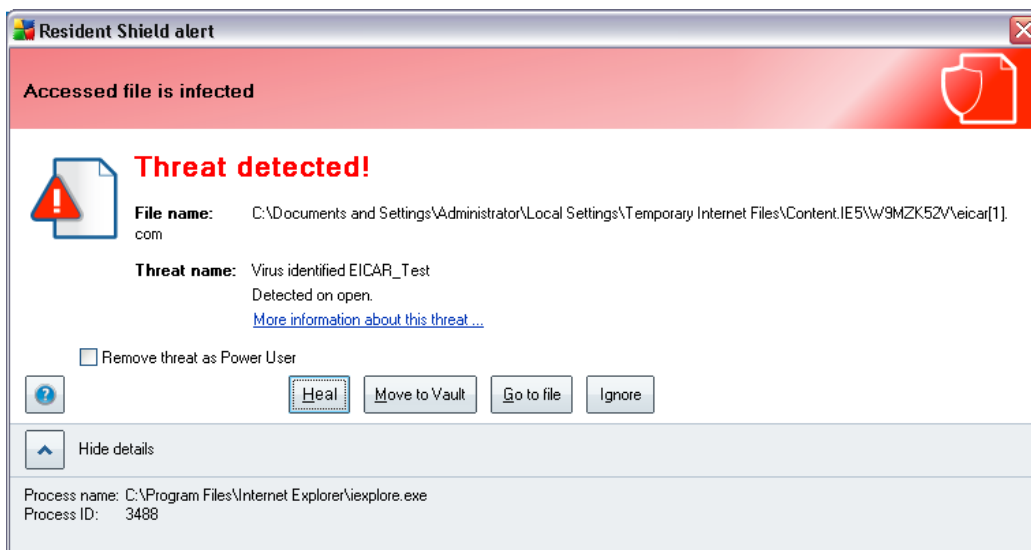 Resident Shield alert
Accessed file is infected
Threat detected!
File name: C:\Documents and Settings\Administrator\Local Settings\Temporary Internet Files\Content.IE5\W9MZK52V\eicar[1].
com
Threat name: Virus identified EICAR_Test
Detected on open.
More information about this threat ...
Remove threat as Power User
? Heal Move to Vault Go to file Ignore
Hide details
Process name: C:\Program Files\Internet Explorer\iexplore.exe
Process ID: 3488